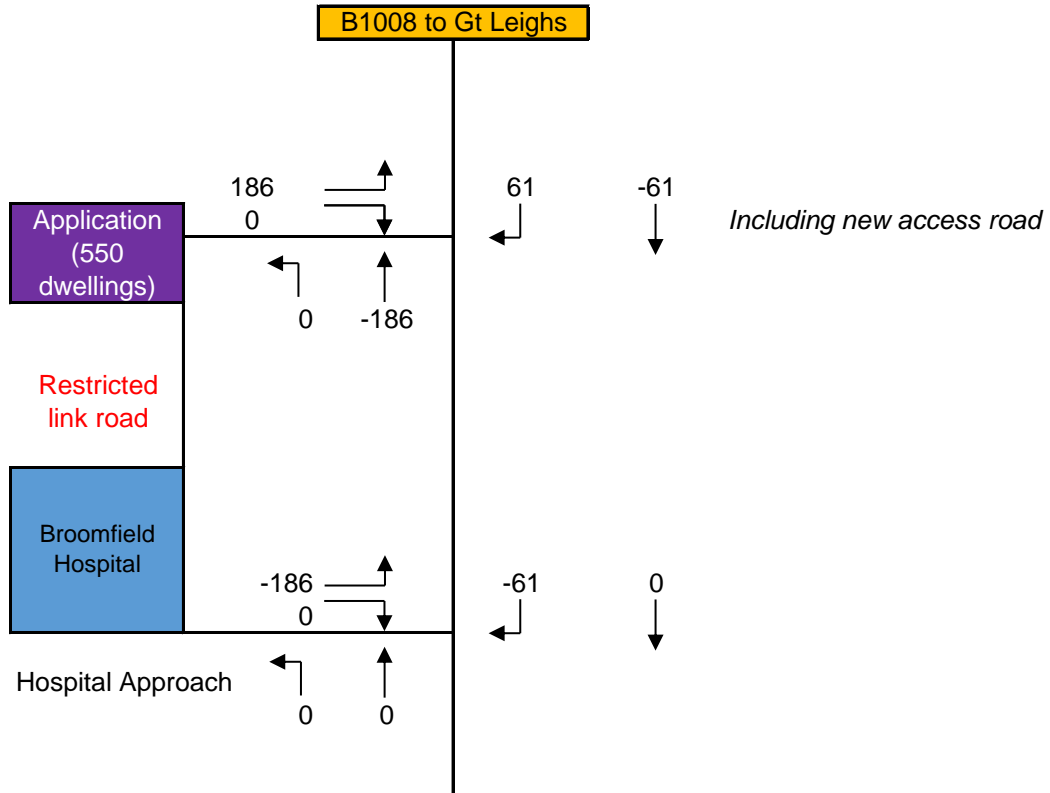 B1008 to Gt Leighs
186
0
61
-61
Including new access road
Application
(550
dwellings)
0
-186
Restricted
link road
Broomfield
Hospital
-186
0
-61
0
Hospital Approach
0
0